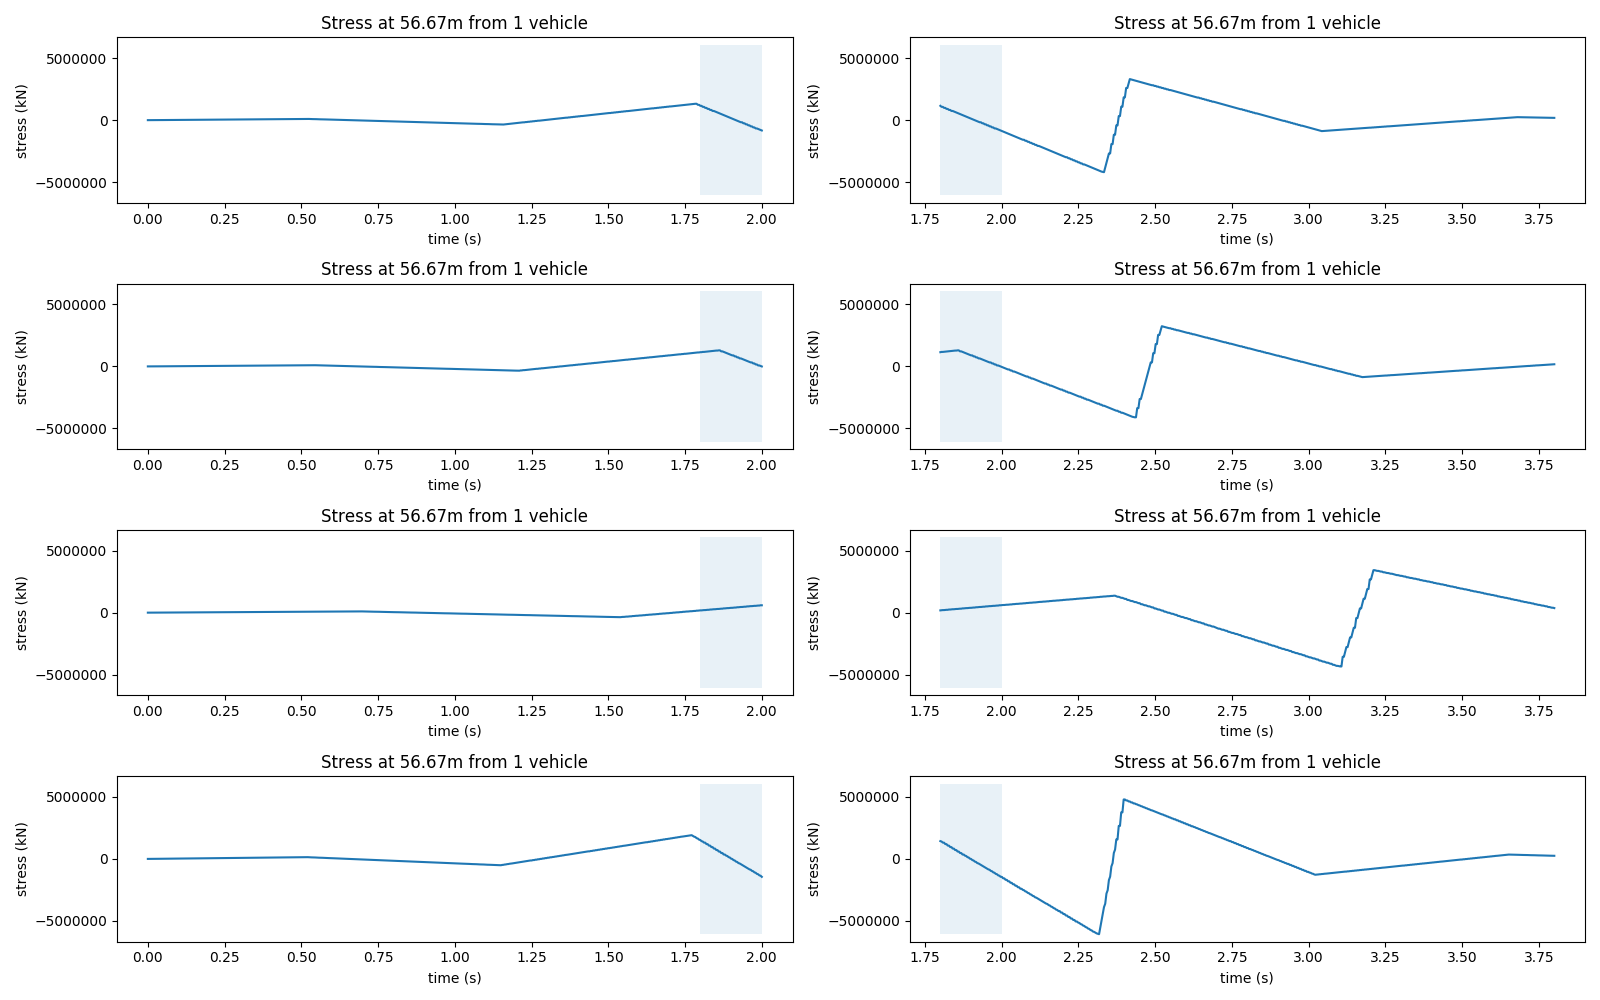 Stress at 56.67m from 1 vehicle Stress at 56.67m from 1 vehicle
5000000 5000000
0 0
−5000000 −5000000
stress (kN) stress (kN)
0.00 0.25 0.50 0.75 1.00 1.25 1.50 1.75 2.00 1.75 2.00 2.25 2.50 2.75 3.00 3.25 3.50 3.75
time (s) time (s)
Stress at 56.67m from 1 vehicle Stress at 56.67m from 1 vehicle
5000000 5000000
0 0
−5000000 −5000000
stress (kN) stress (kN)
0.00 0.25 0.50 0.75 1.00 1.25 1.50 1.75 2.00 1.75 2.00 2.25 2.50 2.75 3.00 3.25 3.50 3.75
time (s) time (s)
Stress at 56.67m from 1 vehicle Stress at 56.67m from 1 vehicle
5000000 5000000
0 0
−5000000 −5000000
stress (kN) stress (kN)
0.00 0.25 0.50 0.75 1.00 1.25 1.50 1.75 2.00 1.75 2.00 2.25 2.50 2.75 3.00 3.25 3.50 3.75
time (s) time (s)
Stress at 56.67m from 1 vehicle Stress at 56.67m from 1 vehicle
5000000 5000000
0 0
−5000000 −5000000
stress (kN) stress (kN)
0.00 0.25 0.50 0.75 1.00 1.25 1.50 1.75 2.00 1.75 2.00 2.25 2.50 2.75 3.00 3.25 3.50 3.75
time (s) time (s)